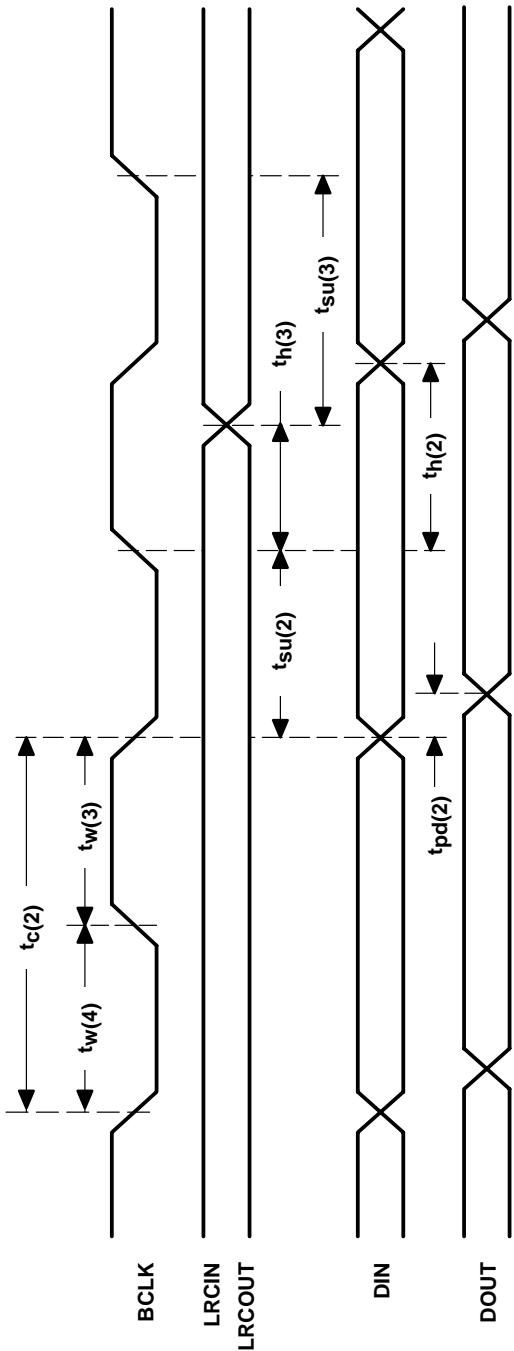 tc(2)
tw(4)
tw(3)
BCLK
LRCIN
LRCOUT
tsu(2)
th(3)
tsu(3)
DIN
tpd(2)
th(2)
DOUT